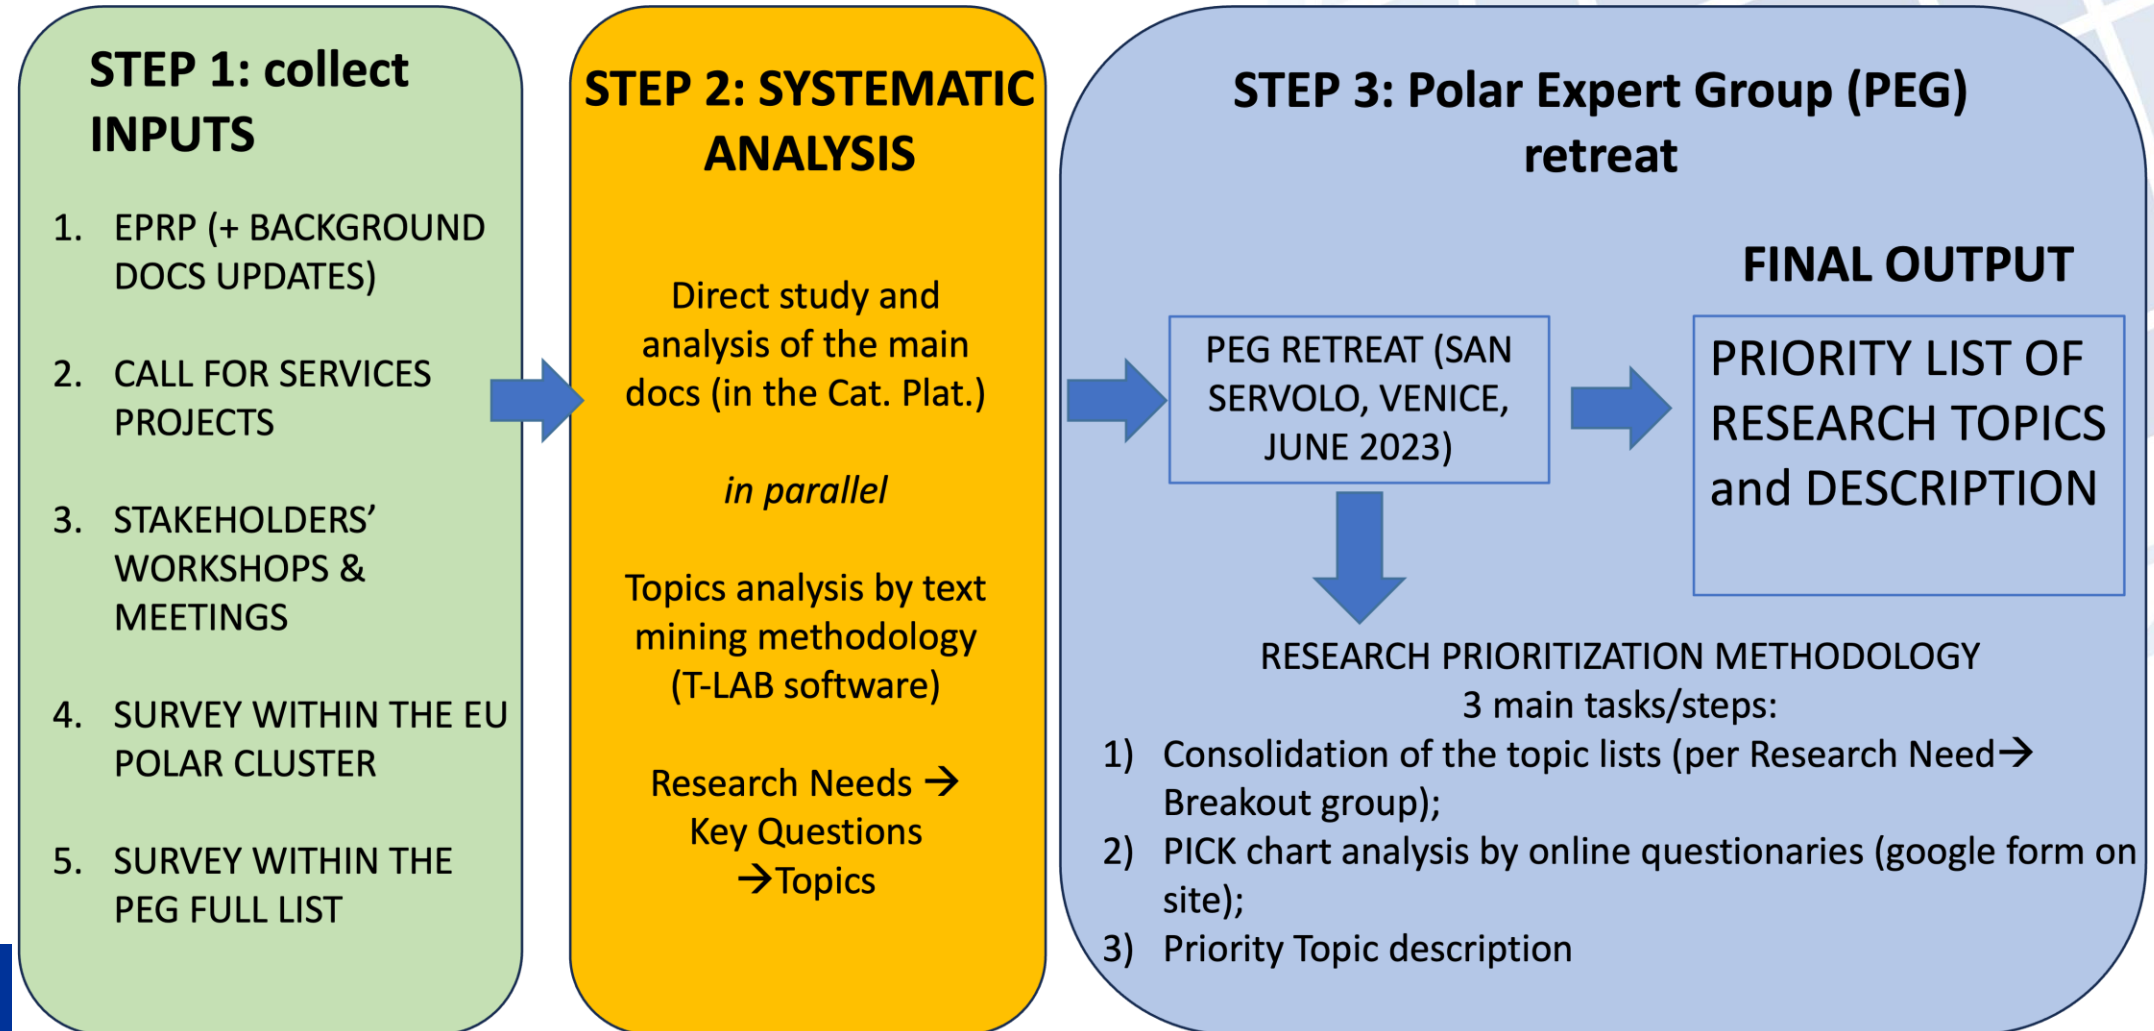 STEP 1: collect
INPUTS
1. EPRP (+ BACKGROUND
DOCS UPDATES)
2. CALL FOR SERVICES
PROJECTS
3. STAKEHOLDERS’
WORKSHOPS &
MEETINGS
4. SURVEY WITHIN THE EU
POLAR CLUSTER
5. SURVEY WITHIN THE
PEG FULL LIST
STEP 2: SYSTEMATIC
ANALYSIS
Direct study and
analysis of the main
docs (in the Cat. Plat.)
in parallel
Topics analysis by text
mining methodology
(T-LAB software)
Research Needs →
Key Questions
→Topics
STEP 3: Polar Expert Group (PEG)
retreat
PEG RETREAT (SAN
SERVOLO, VENICE,
JUNE 2023)
FINAL OUTPUT
PRIORITY LIST OF
RESEARCH TOPICS
and DESCRIPTION
RESEARCH PRIORITIZATION METHODOLOGY
3 main tasks/steps:
1) Consolidation of the topic lists (per Research Need→
Breakout group);
2) PICK chart analysis by online questionaries (google form on
site);
3) Priority Topic description